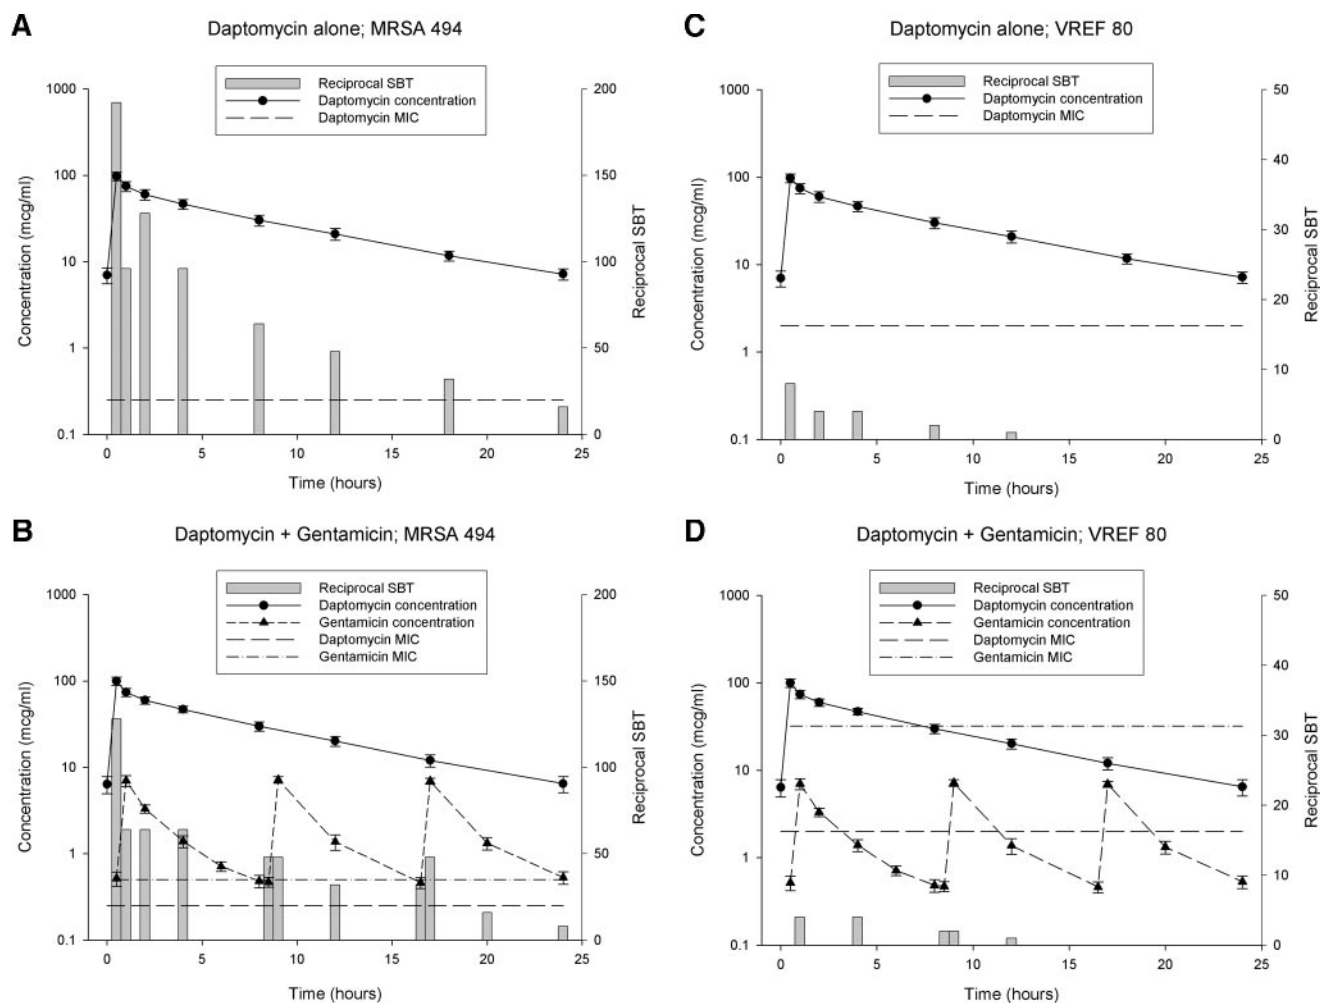 A
Daptomycin alone; MRSA 494
Reciprocal SBT
Daptomycin concentration
Daptomycin MIC
1000
100
10
1
0.1
Concentration (mcg/ml)
200
150
100
50
0
Reciprocal SBT
0 5 10 15 20 25
Time (hours)
C
Daptomycin alone; VREF 80
Reciprocal SBT
Daptomycin concentration
Daptomycin MIC
1000
100
10
1
0.1
Concentration (mcg/ml)
50
40
30
20
10
0
Reciprocal SBT
0 5 10 15 20 25
Time (hours)
B
Daptomycin + Gentamicin; MRSA 494
Reciprocal SBT
Daptomycin concentration
Gentamicin concentration
Daptomycin MIC
Gentamicin MIC
1000
100
10
1
0.1
Concentration (mcg/ml)
200
150
100
50
0
Reciprocal SBT
0 5 10 15 20 25
Time (hours)
D
Daptomycin + Gentamicin; VREF 80
Reciprocal SBT
Daptomycin concentration
Gentamicin concentration
Daptomycin MIC
Gentamicin MIC
1000
100
10
1
0.1
Concentration (mcg/ml)
50
40
30
20
10
0
Reciprocal SBT
0 5 10 15 20 25
Time (hours)